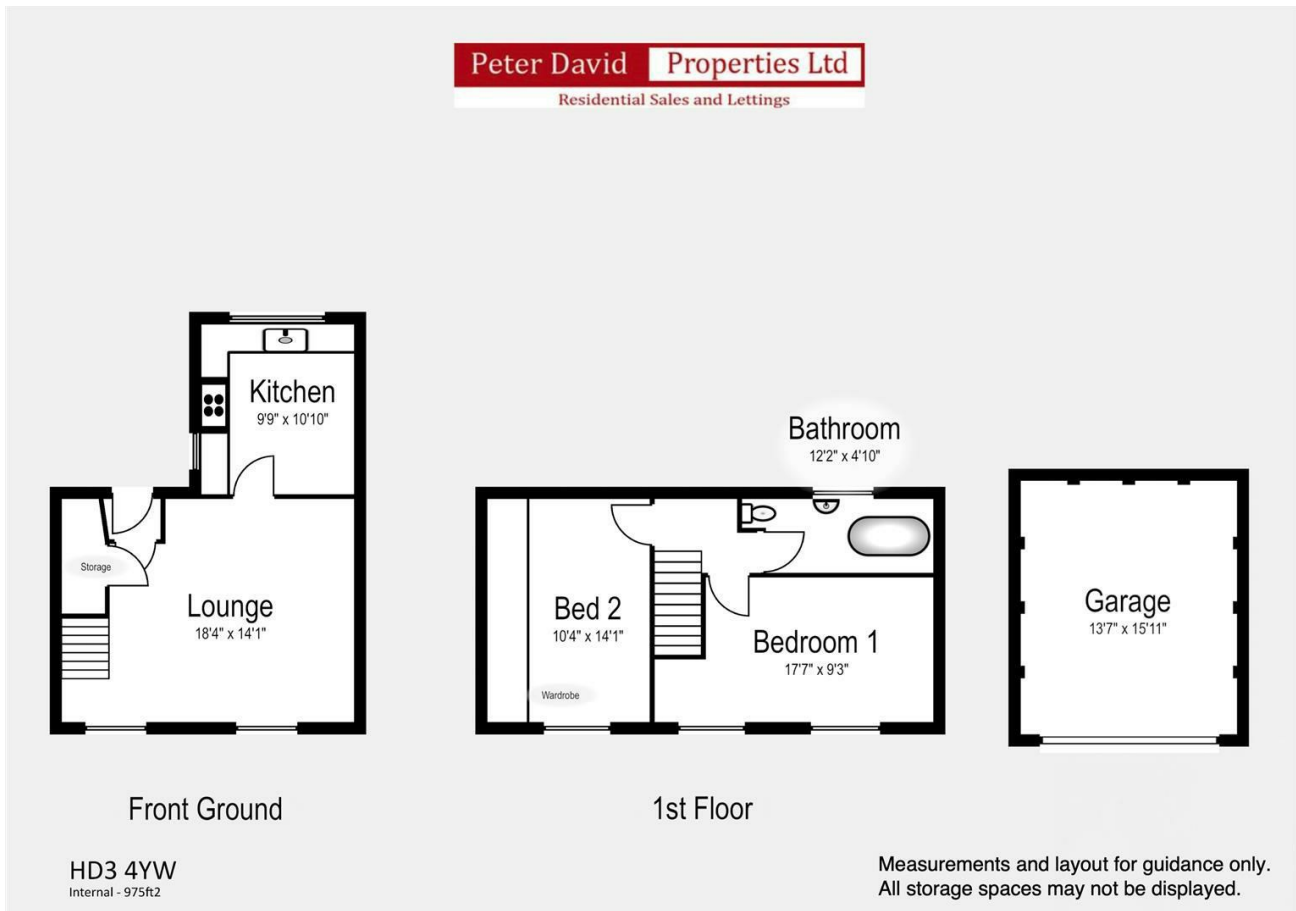 Peter David Properties Ltd
Residential Sales and Lettings
Kitchen
9'9" x 10'10"
Bathroom
12'2" x 4'10"
Storage
Lounge
18'4" x 14'1"
Bed 2
10'4" x 14'1"
Bedroom 1
17'7" x 9'3"
Wardrobe
Garage
13'7" x 15'11"
Front Ground
1st Floor
HD3 4YW
Internal - 975ft2
Measurements and layout for guidance only.
All storage spaces may not be displayed.